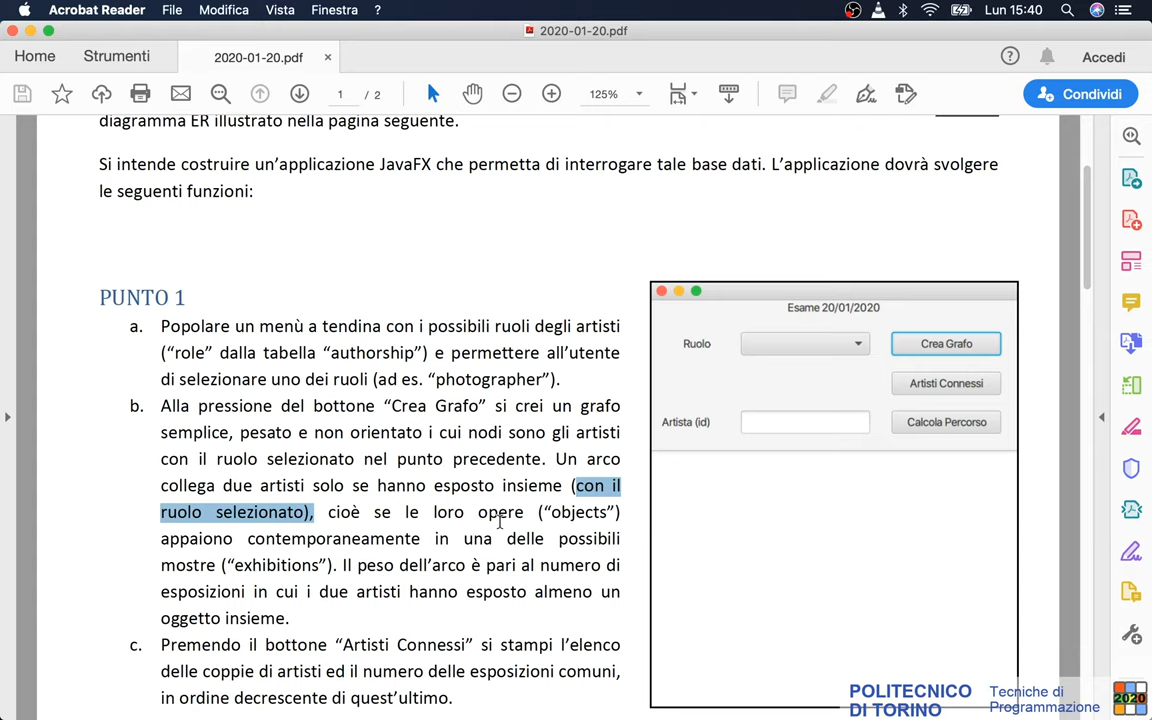 Acrobat Reader File Modifica Vista Finestra ? Lun 15:40
2020-01-20.pdf
Home Strumenti 2020-01-20.pdf × ? Accedi
1 / 2 125% Condividi
diagramma ER illustrato nella pagina seguente.
Si intende costruire un’applicazione JavaFX che permetta di interrogare tale base dati. L’applicazione dovrà svolgere
le seguenti funzioni:
PUNTO 1
a. Popolare un menù a tendina con i possibili ruoli degli artisti
(“role” dalla tabella “authorship”) e permettere all’utente
di selezionare uno dei ruoli (ad es. “photographer”).
b. Alla pressione del bottone “Crea Grafo” si crei un grafo
semplice, pesato e non orientato i cui nodi sono gli artisti
con il ruolo selezionato nel punto precedente. Un arco
collega due artisti solo se hanno esposto insieme (con il
ruolo selezionato), cioè se le loro opere (“objects”)
appaiono contemporaneamente in una delle possibili
mostre (“exhibitions”). Il peso dell’arco è pari al numero di
esposizioni in cui i due artisti hanno esposto almeno un
oggetto insieme.
c. Premendo il bottone “Artisti Connessi” si stampi l’elenco
delle coppie di artisti ed il numero delle esposizioni comuni,
in ordine decrescente di quest’ultimo.
Esame 20/01/2020
Ruolo Crea Grafo
Artisti Connessi
Artista (id) Calcola Percorso
POLITECNICO
DI TORINO
Tecniche di
Programmazione
2020